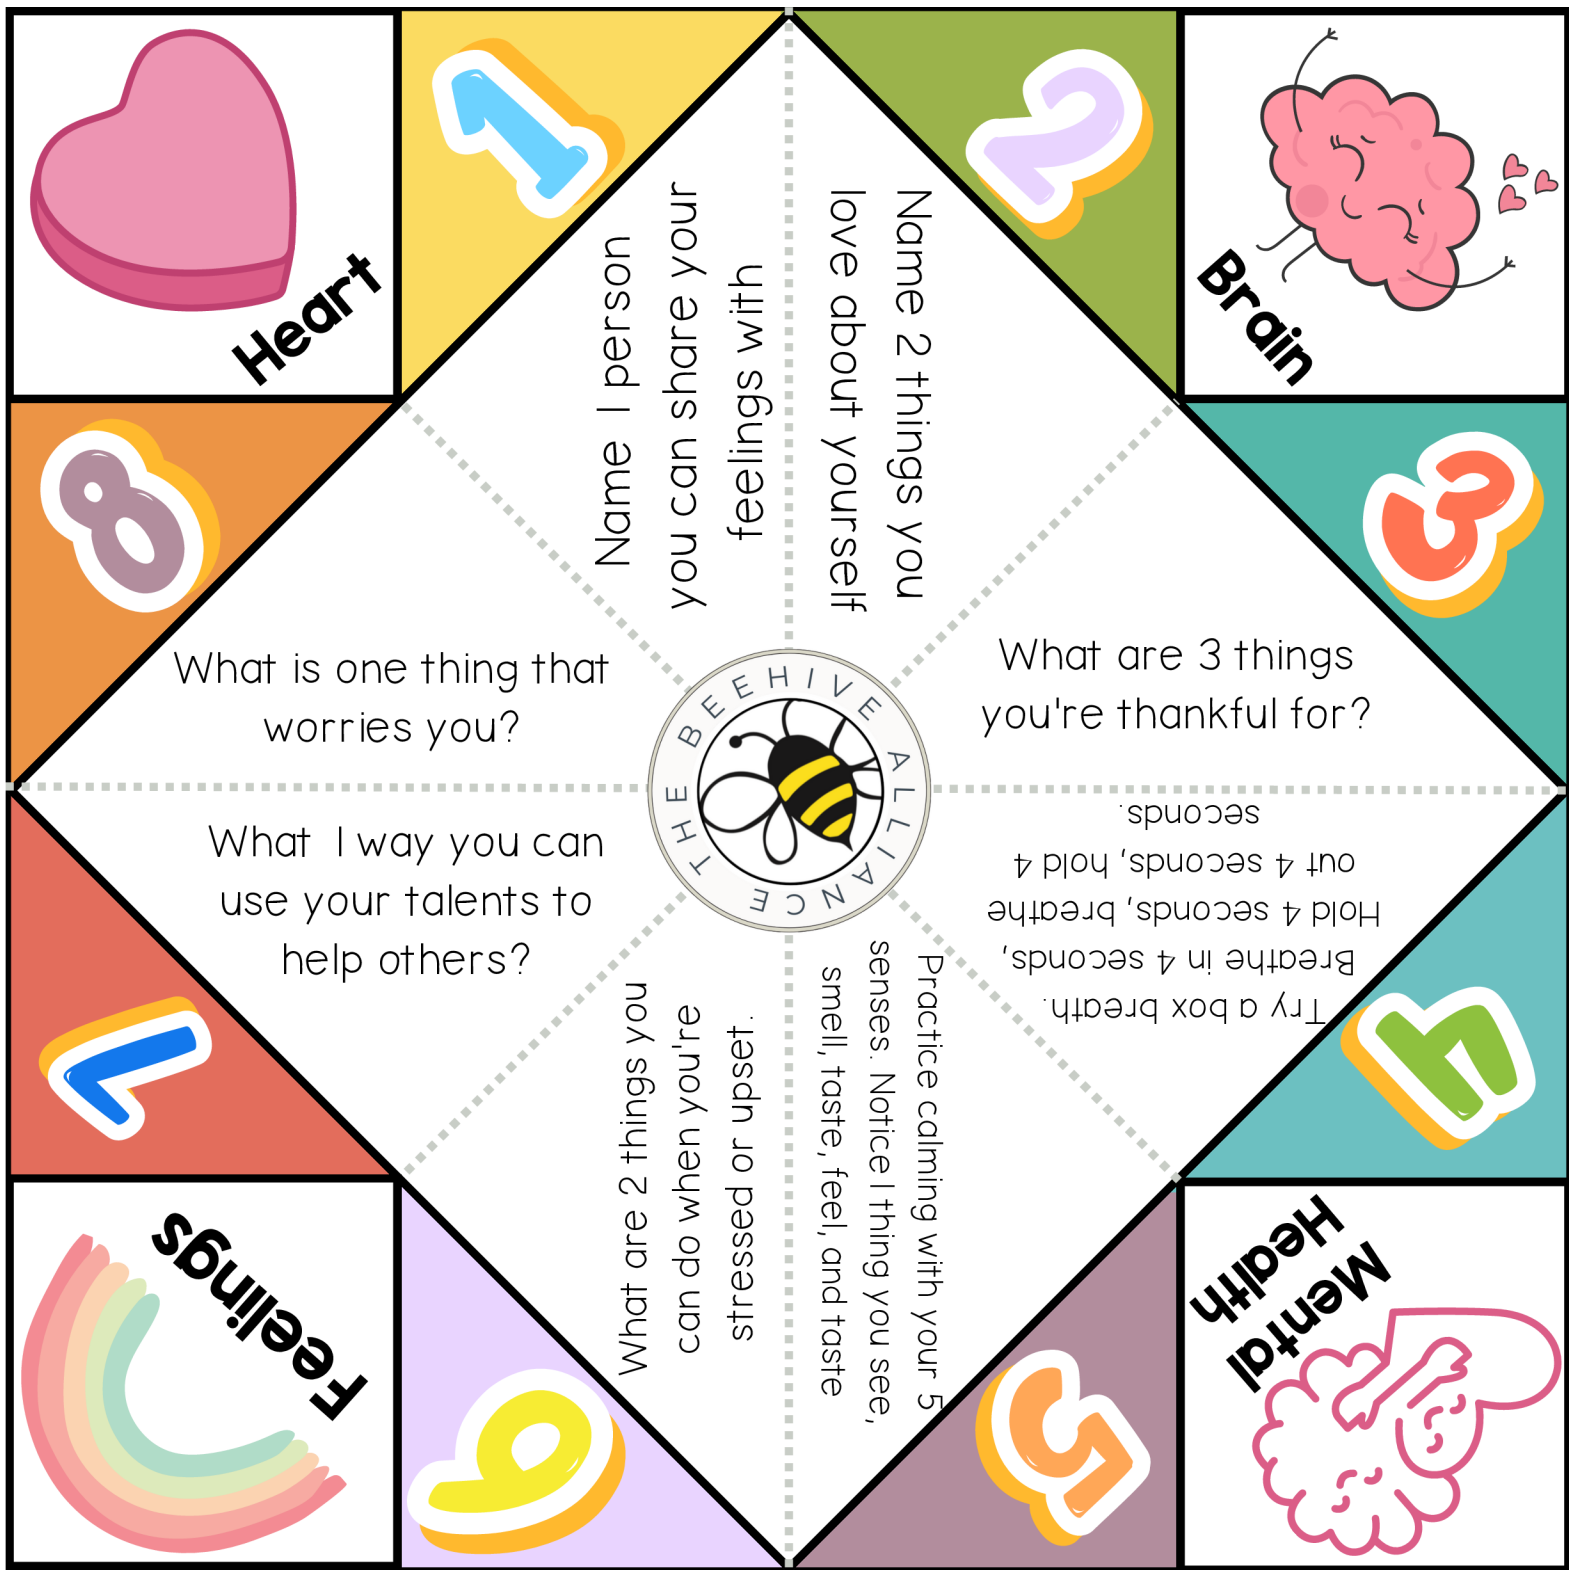 Heart
1
2
Brain
Name 1 person
you can share your
feelings with
Name 2 things you
love about yourself
8
3
What is one thing that
worries you?
What are 3 things
you're thankful for?
THE BEEHIVE ALLIANCE
What 1 way you can
use your talents to
help others?
7
Try a box breath.
Breathe in 4 seconds,
Hold 4 seconds, breathe
out 4 seconds, hold 4
seconds.
4
What are 2 things you
can do when you're
stressed or upset.
6
Practice calming with your 5
senses. Notice 1 thing you see,
smell, taste, feel, and taste
5
Feelings
Mental
Health